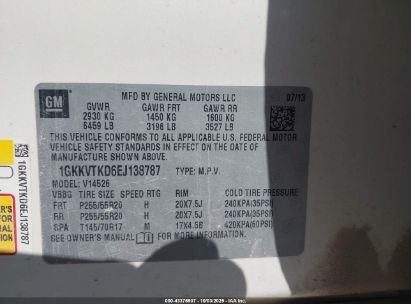 GM
MFD BY GENERAL MOTORS LLC
07/13
GVWR GAWR FRT GAWR RR
2930 KG 1450 KG 1600 KG
6459 LB 3196 LB 3527 LB
THIS VEHICLE CONFORMS TO ALL APPLICABLE U.S. FEDERAL MOTOR
VEHICLE SAFETY STANDARDS IN EFFECT ON THE DATE OF
MANUFACTURE SHOWN ABOVE.
1GKKVTKD6EJ138787 TYPE: M.P.V.
MODEL: V14526
VBBG TIRE SIZE SPEED RTG RIM COLD TIRE PRESSURE
FRT P255/55R20 H 20X7.5J 240KPA(35PSI)
RR P255/55R20 H 20X7.5J 240KPA(35PSI)
SPA T145/70R17 M 17X4.5B 420KPA(60PSI)
SEE OWNER'S MANUAL FOR ADDITIONAL INFORMATION
1GKKVTKD6EJ138787